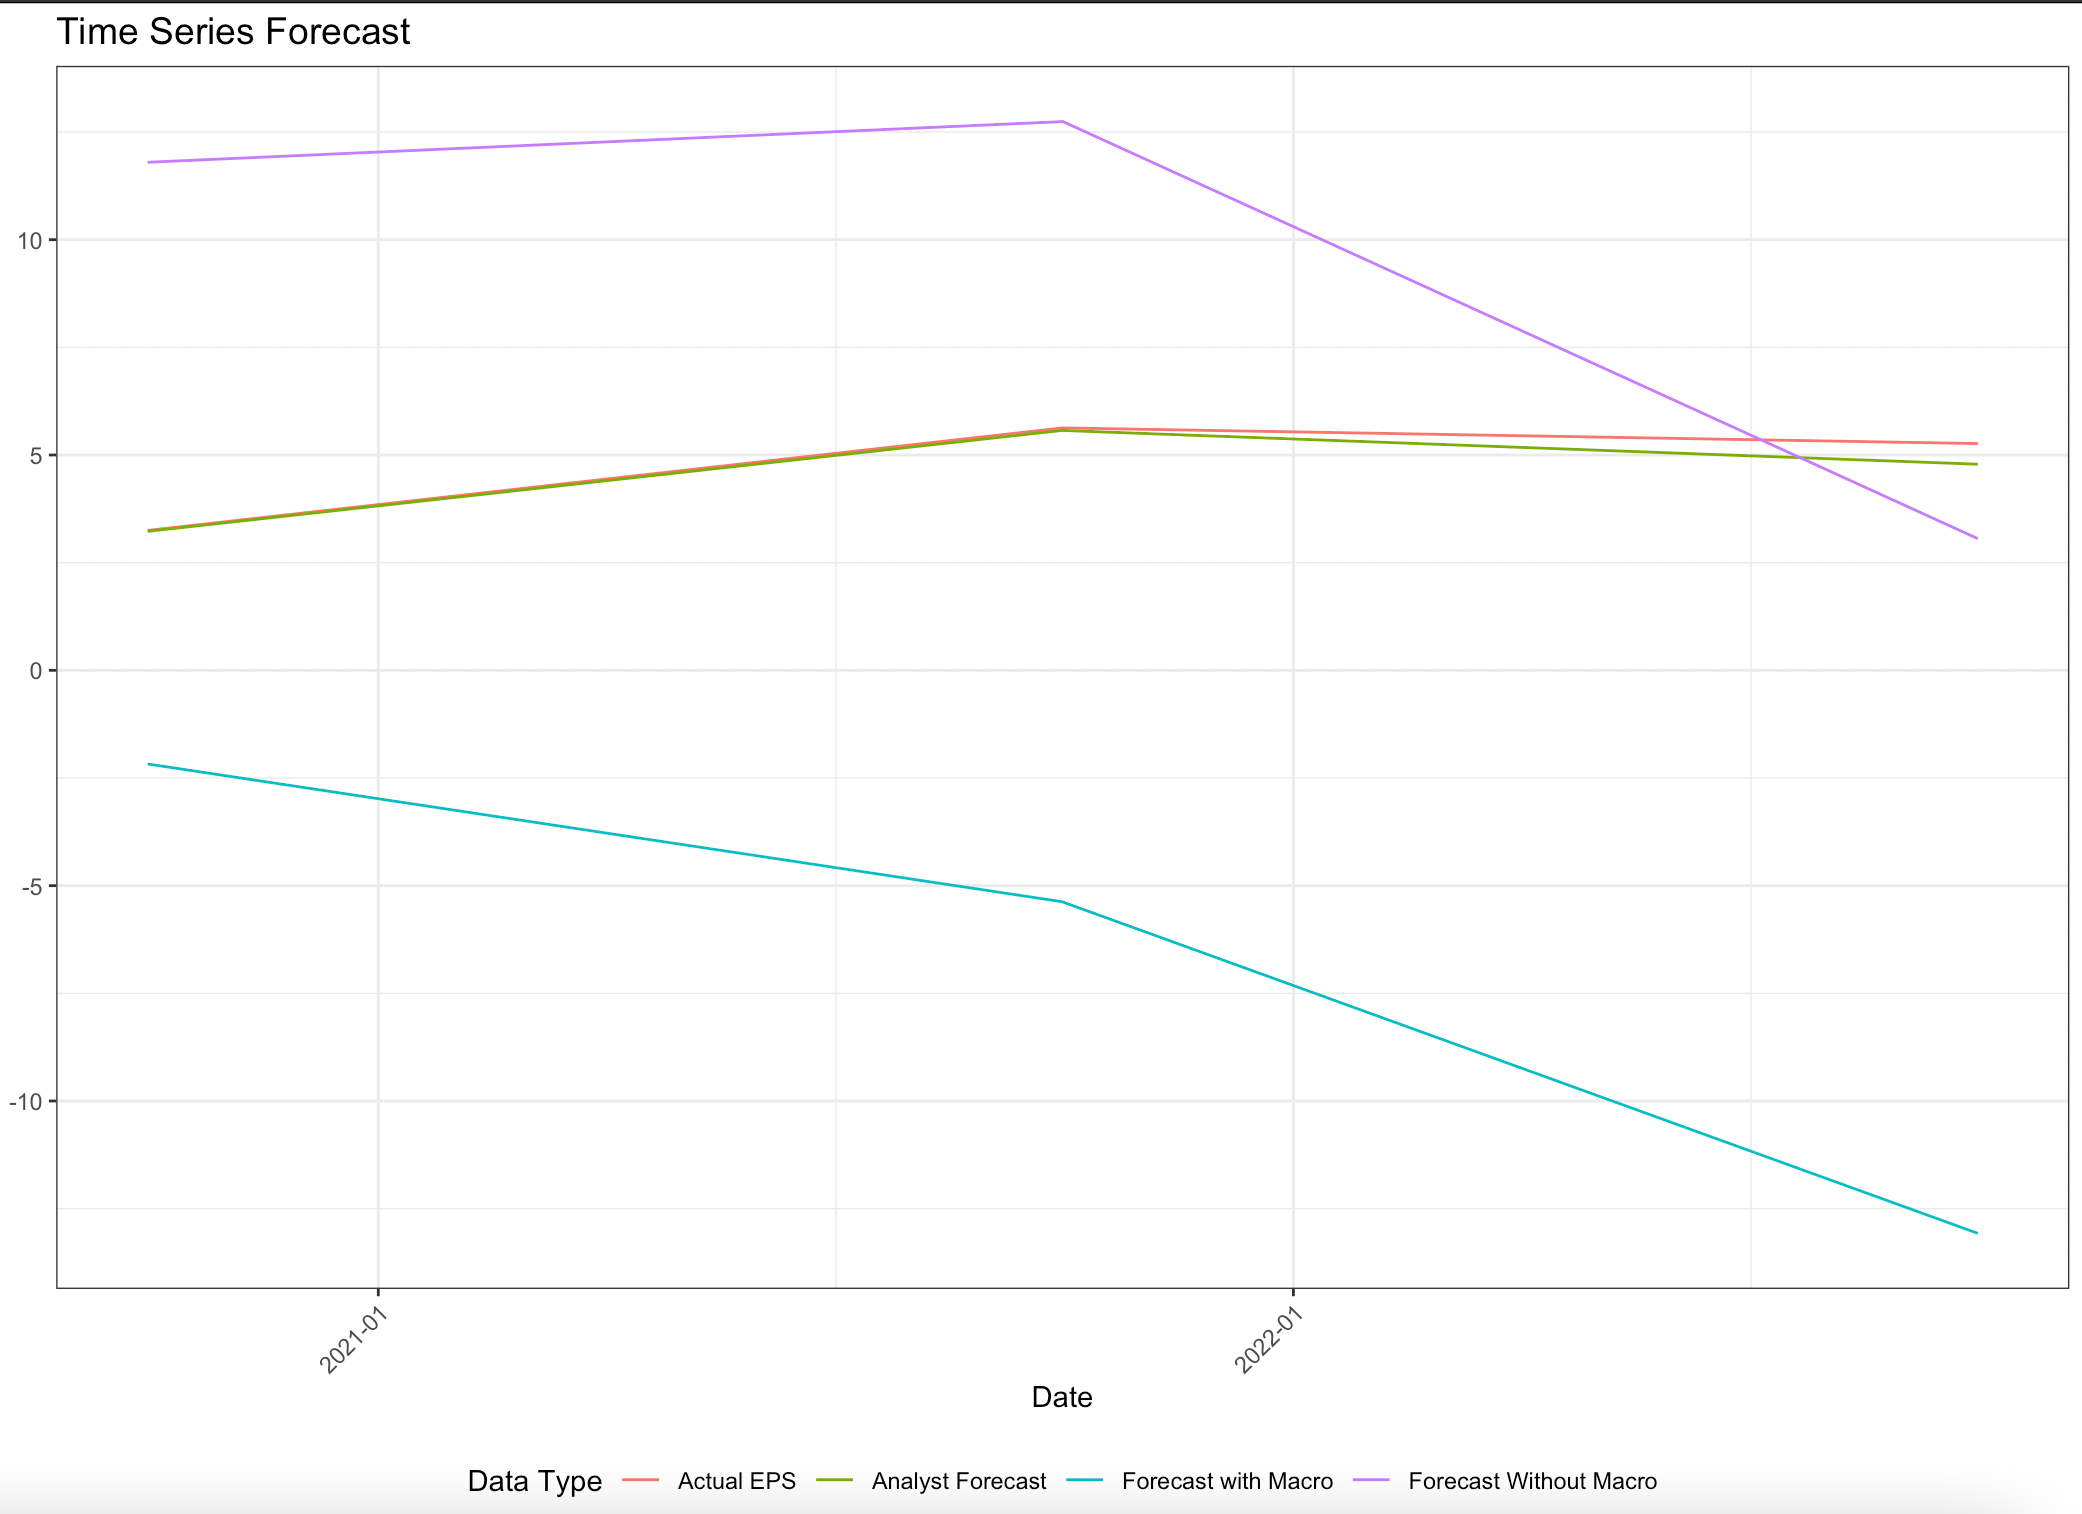 Time Series Forecast
10
5
0
-5
-10
2021-01
2022-01
Date
Data Type Actual EPS Analyst Forecast Forecast with Macro Forecast Without Macro